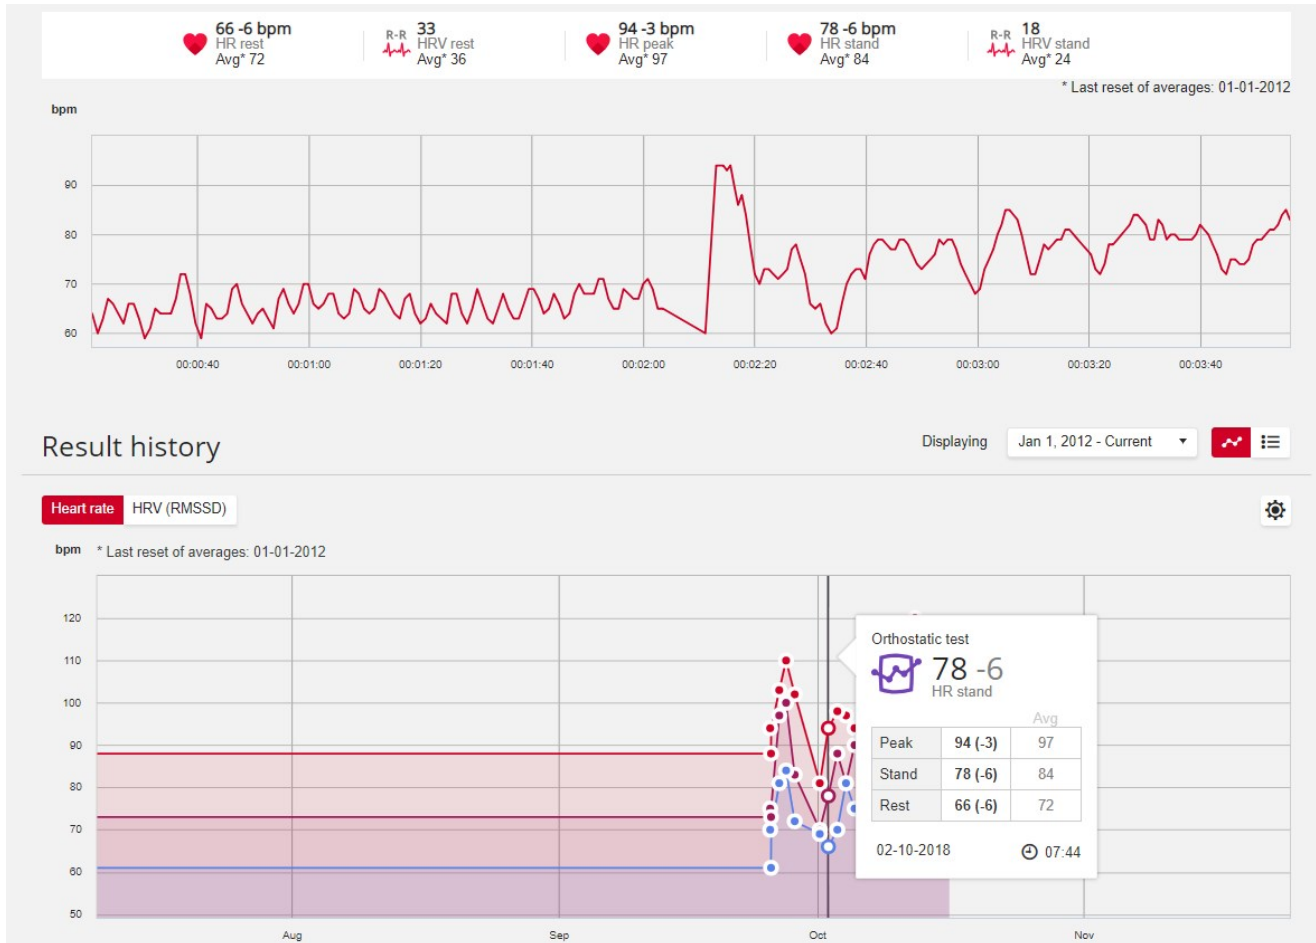 66 -6 bpm
HR rest
Avg* 72
R-R 33
HRV rest
Avg* 36
94 -3 bpm
HR peak
Avg* 97
78 -6 bpm
HR stand
Avg* 84
R-R 18
HRV stand
Avg* 24
* Last reset of averages: 01-01-2012
bpm
90
80
70
60
00:00:40 00:01:00 00:01:20 00:01:40 00:02:00 00:02:20 00:02:40 00:03:00 00:03:20 00:03:40
Result history
Displaying Jan 1, 2012 - Current
Heart rate HRV (RMSSD)
bpm * Last reset of averages: 01-01-2012
120
110
100
90
80
70
60
50
Aug Sep Oct Nov
Orthostatic test
78 -6
HR stand
Avg
Peak 94 (-3) 97
Stand 78 (-6) 84
Rest 66 (-6) 72
02-10-2018 07:44